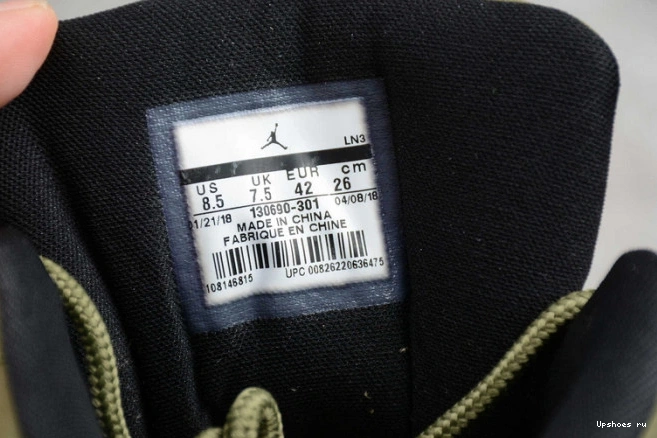 LN3
US UK EUR cm
8.5 7.5 42 26
01/21/18 130690-301 04/08/18
MADE IN CHINA
FABRIQUE EN CHINE
108146815 UPC 00826220636475
Upshoes ru